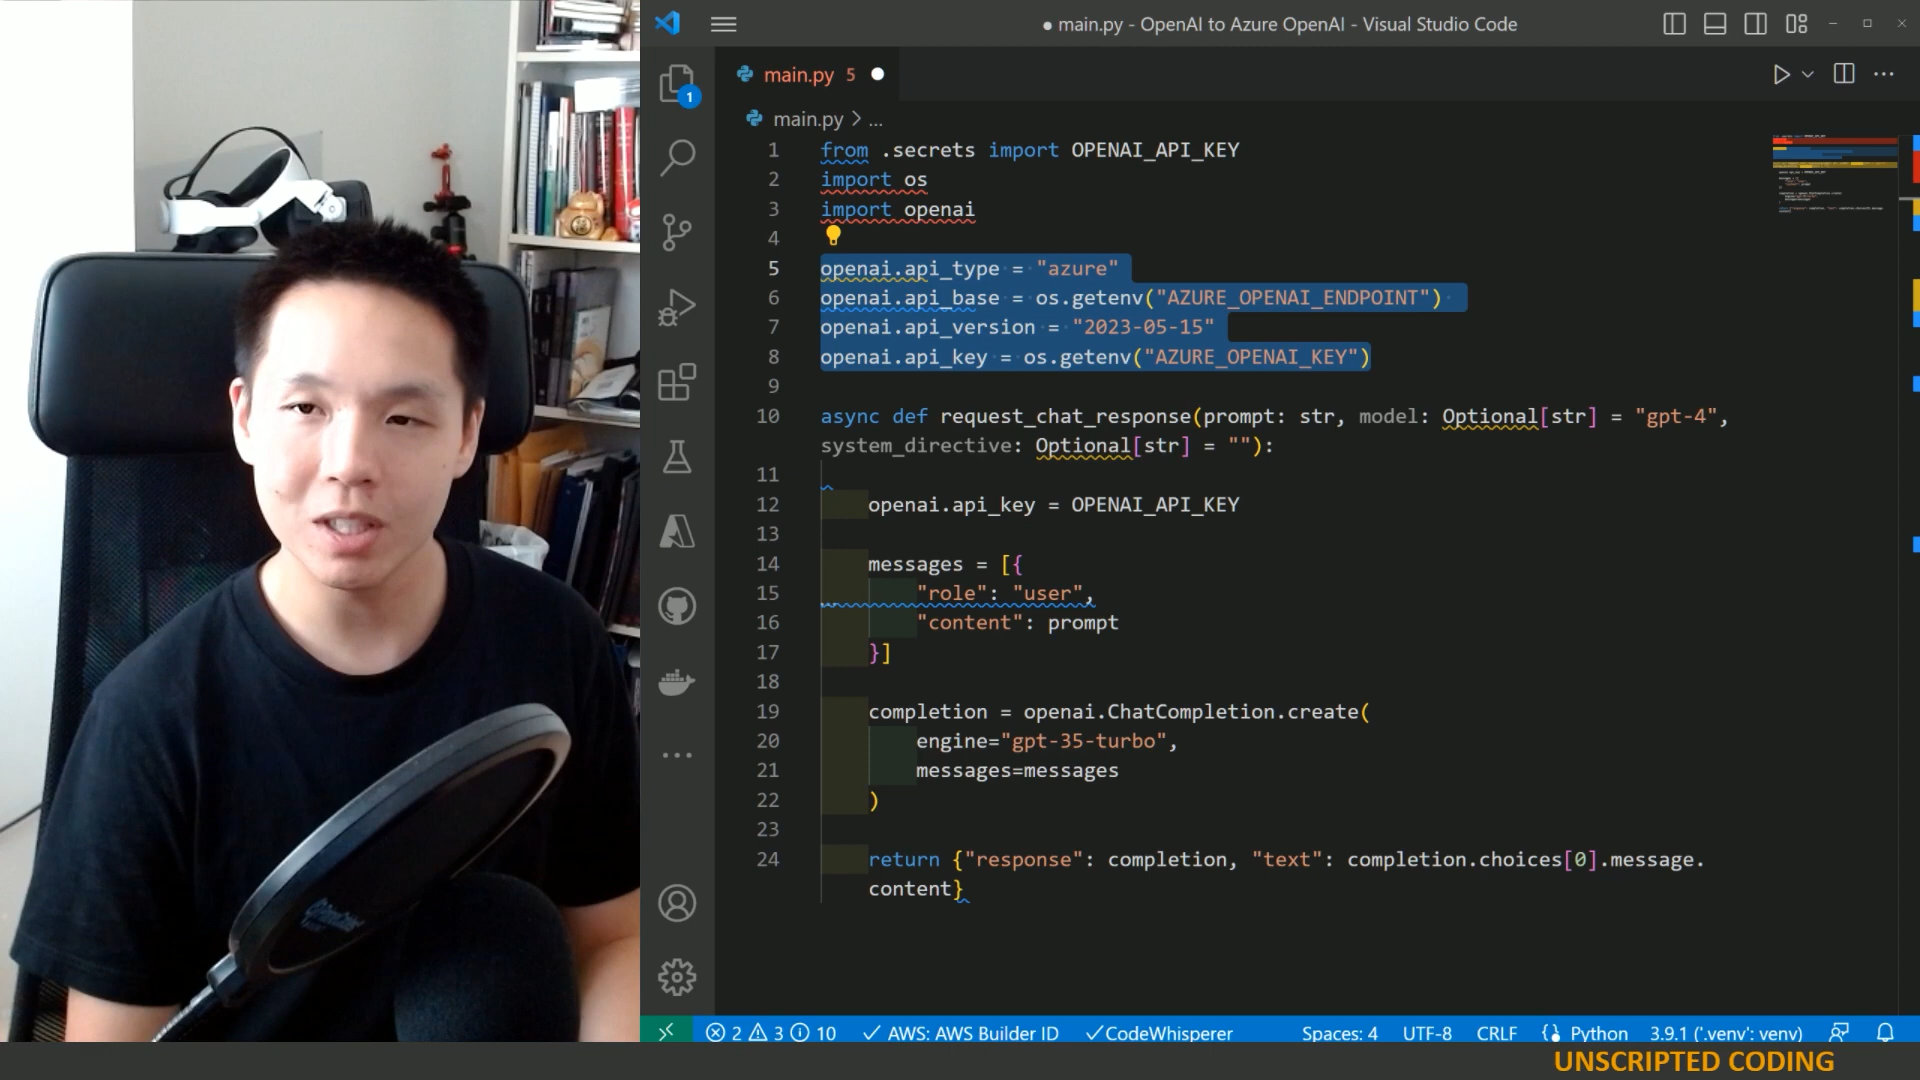 main.py - OpenAI to Azure OpenAI - Visual Studio Code
1
main.py 5
main.py > ...
1 from .secrets import OPENAI_API_KEY
2 import os
3 import openai
4
5 openai.api_type = "azure"
6 openai.api_base = os.getenv("AZURE_OPENAI_ENDPOINT")
7 openai.api_version = "2023-05-15"
8 openai.api_key = os.getenv("AZURE_OPENAI_KEY")
9
10 async def request_chat_response(prompt: str, model: Optional[str] = "gpt-4",
system_directive: Optional[str] = ""):
11
12 openai.api_key = OPENAI_API_KEY
13
14 messages = [{
15 "role": "user",
16 "content": prompt
17 }]
18
19 completion = openai.ChatCompletion.create(
20 engine="gpt-35-turbo",
21 messages=messages
22 )
23
24 return {"response": completion, "text": completion.choices[0].message.
content}
2 3 10 AWS: AWS Builder ID CodeWhisperer Spaces: 4 UTF-8 CRLF Python 3.9.1 ('.venv': venv)
UNSCRIPTED CODING